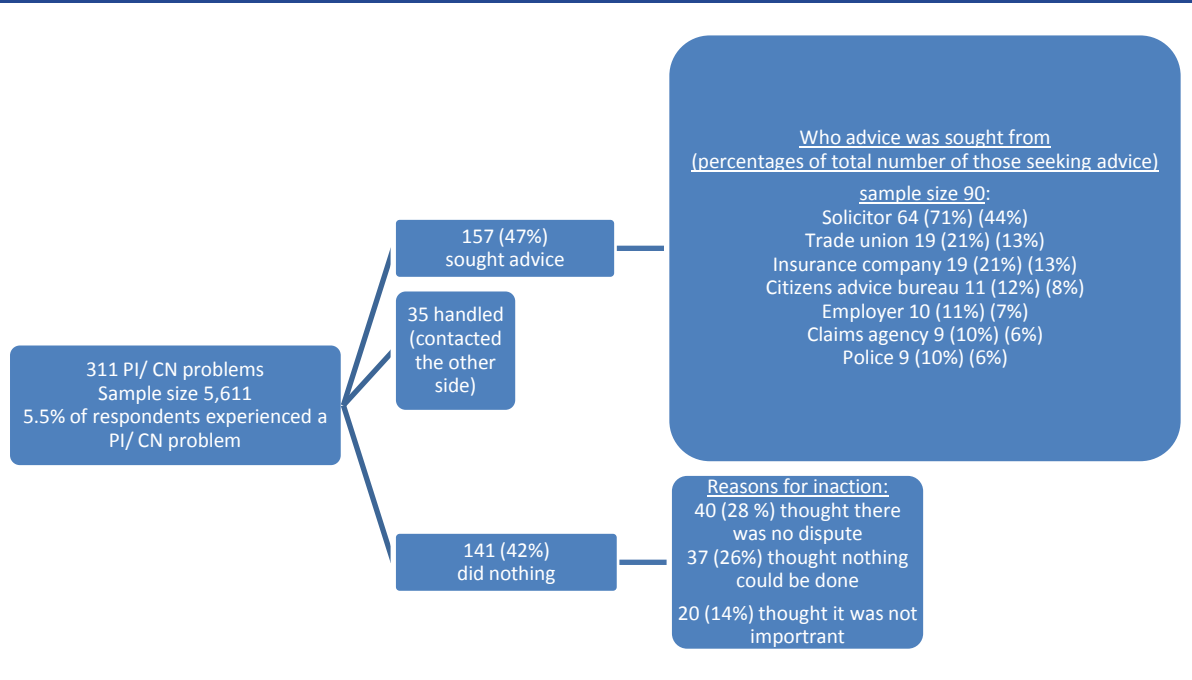 311 PI/ CN problems
Sample size 5,611
5.5% of respondents experienced a
PI/ CN problem
157 (47%)
sought advice
35 handled
(contacted
the other
side)
141 (42%)
did nothing
Who advice was sought from
(percentages of total number of those seeking advice)
sample size 90:
Solicitor 64 (71%) (44%)
Trade union 19 (21%) (13%)
Insurance company 19 (21%) (13%)
Citizens advice bureau 11 (12%) (8%)
Employer 10 (11%) (7%)
Claims agency 9 (10%) (6%)
Police 9 (10%) (6%)
Reasons for inaction:
40 (28 %) thought there
was no dispute
37 (26%) thought nothing
could be done
20 (14%) thought it was not
importrant